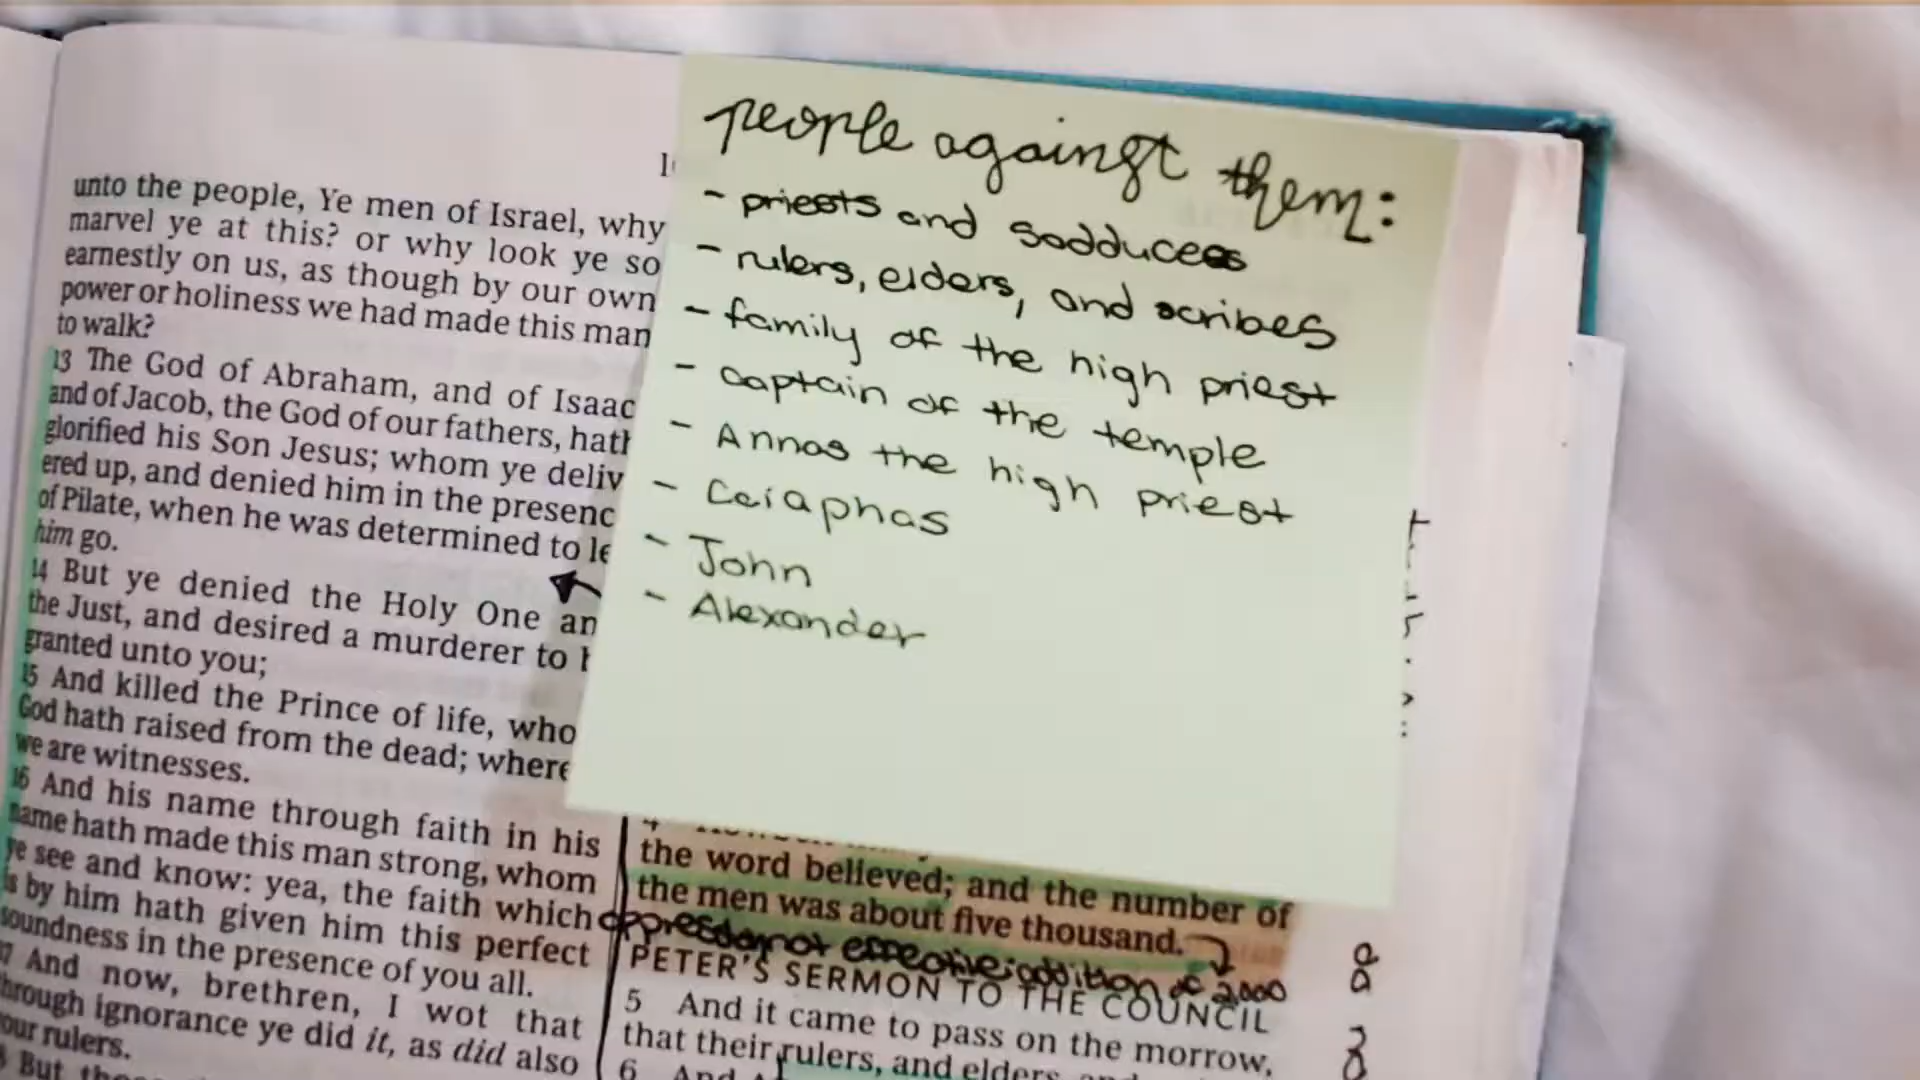 unto the people, Ye men of Israel, why
marvel ye at this? or why look ye so
earnestly on us, as though by our own
power or holiness we had made this man
to walk?
13 The God of Abraham, and of Isaac
and of Jacob, the God of our fathers, hath
glorified his Son Jesus; whom ye deliv
ered up, and denied him in the presenc
of Pilate, when he was determined to le
him go.
14 But ye denied the Holy One an
the Just, and desired a murderer to
granted unto you;
15 And killed the Prince of life, who
God hath raised from the dead; where
we are witnesses.
16 And his name through faith in his
name hath made this man strong, whom
ye see and know: yea, the faith which
is by him hath given him this perfect
soundness in the presence of you all.
17 And now, brethren, I wot that
through ignorance ye did it, as did also
your rulers.
But
people against them:
- priests and sadducees
- rulers, elders, and scribes
- family of the high priest
- captain of the temple
- Annas the high priest
- Caiaphas
- John
- Alexander
the word believed; and the number of
the men was about five thousand.
not effective: addition of 2,000
PETER'S SERMON TO THE COUNCIL
5 And it came to pass on the morrow,
that their rulers, and elders, and
6 And